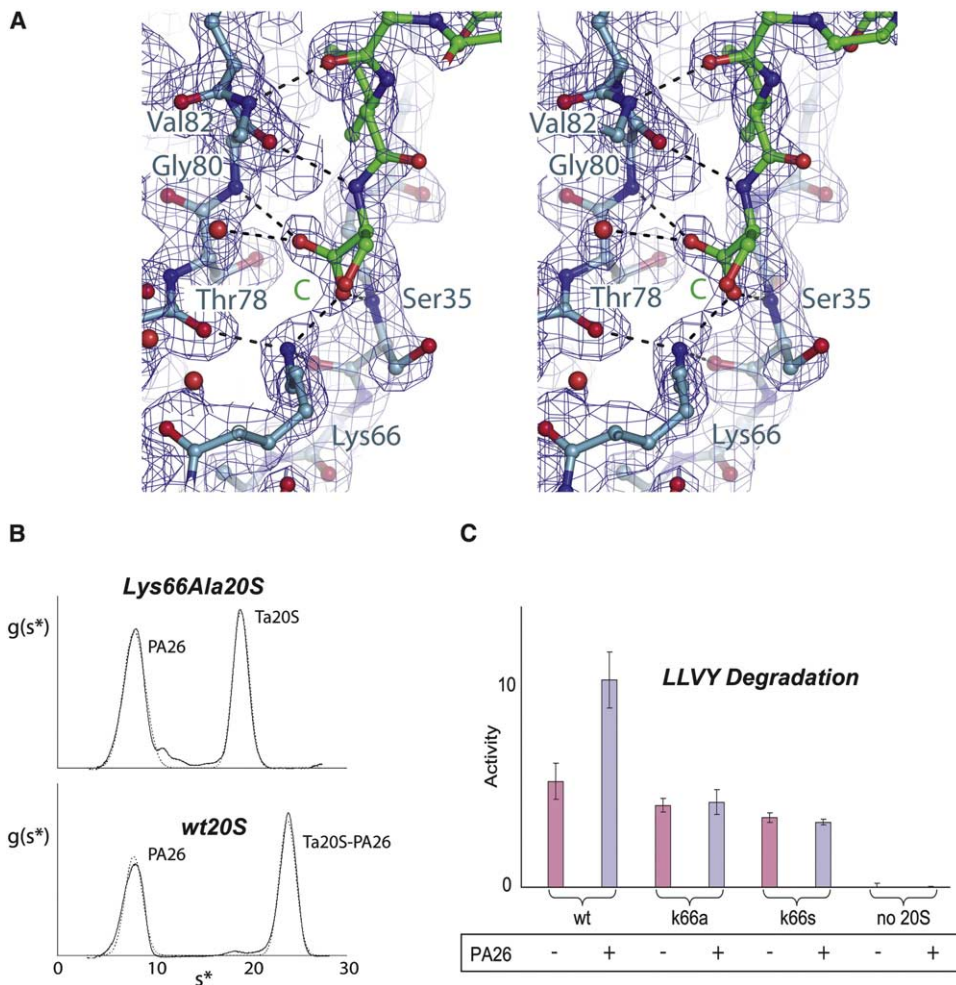 A
Val82
Gly80
Thr78
C
Ser35
Lys66
Val82
Gly80
Thr78
C
Ser35
Lys66
B
Lys66Ala20S
g(s*)
PA26
Ta20S
wt20S
g(s*)
PA26
Ta20S-PA26
0 10 20 30
s*
C
LLVY Degradation
Activity
10
0
wt k66a k66s no 20S
PA26 - + - + - + - +